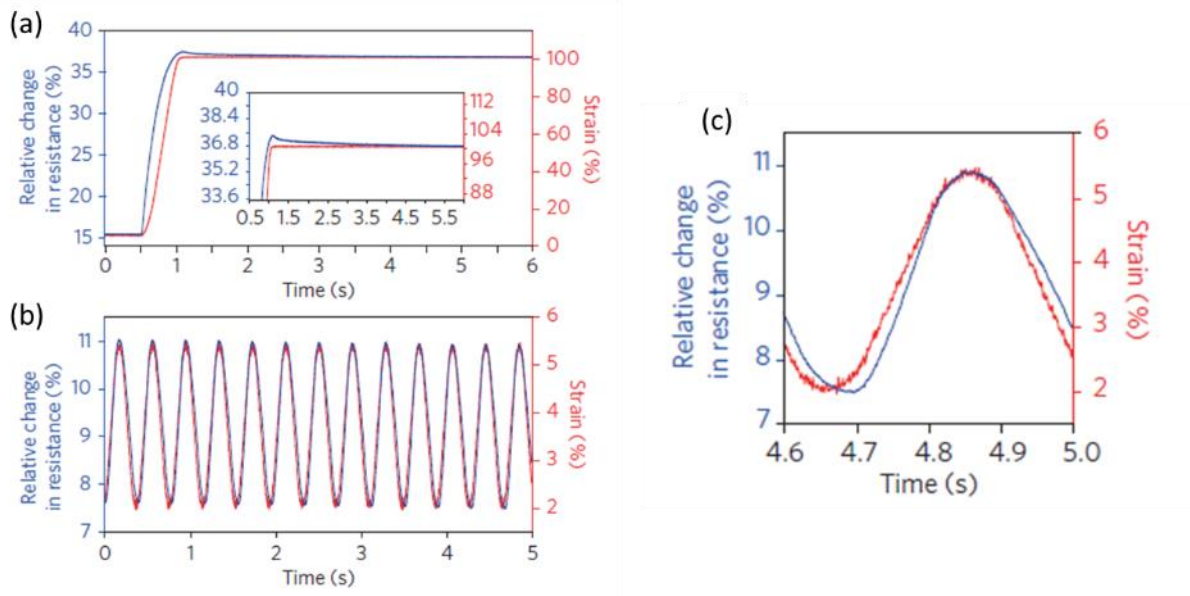 (a)
Relative change
in resistance (%)
40
35
30
25
20
15
0 1 2 3 4 5 6
Time (s)
100
80
60
40
20
0
Strain (%)
40
38.4
36.8
35.2
33.6
0.5 1.5 2.5 3.5 4.5 5.5
112
104
96
88
(b)
Relative change
in resistance (%)
11
10
9
8
7
0 1 2 3 4 5
Time (s)
6
5
4
3
2
Strain (%)
(c)
Relative change
in resistance (%)
11
10
9
8
7
4.6 4.7 4.8 4.9 5.0
Time (s)
6
5
4
3
2
Strain (%)